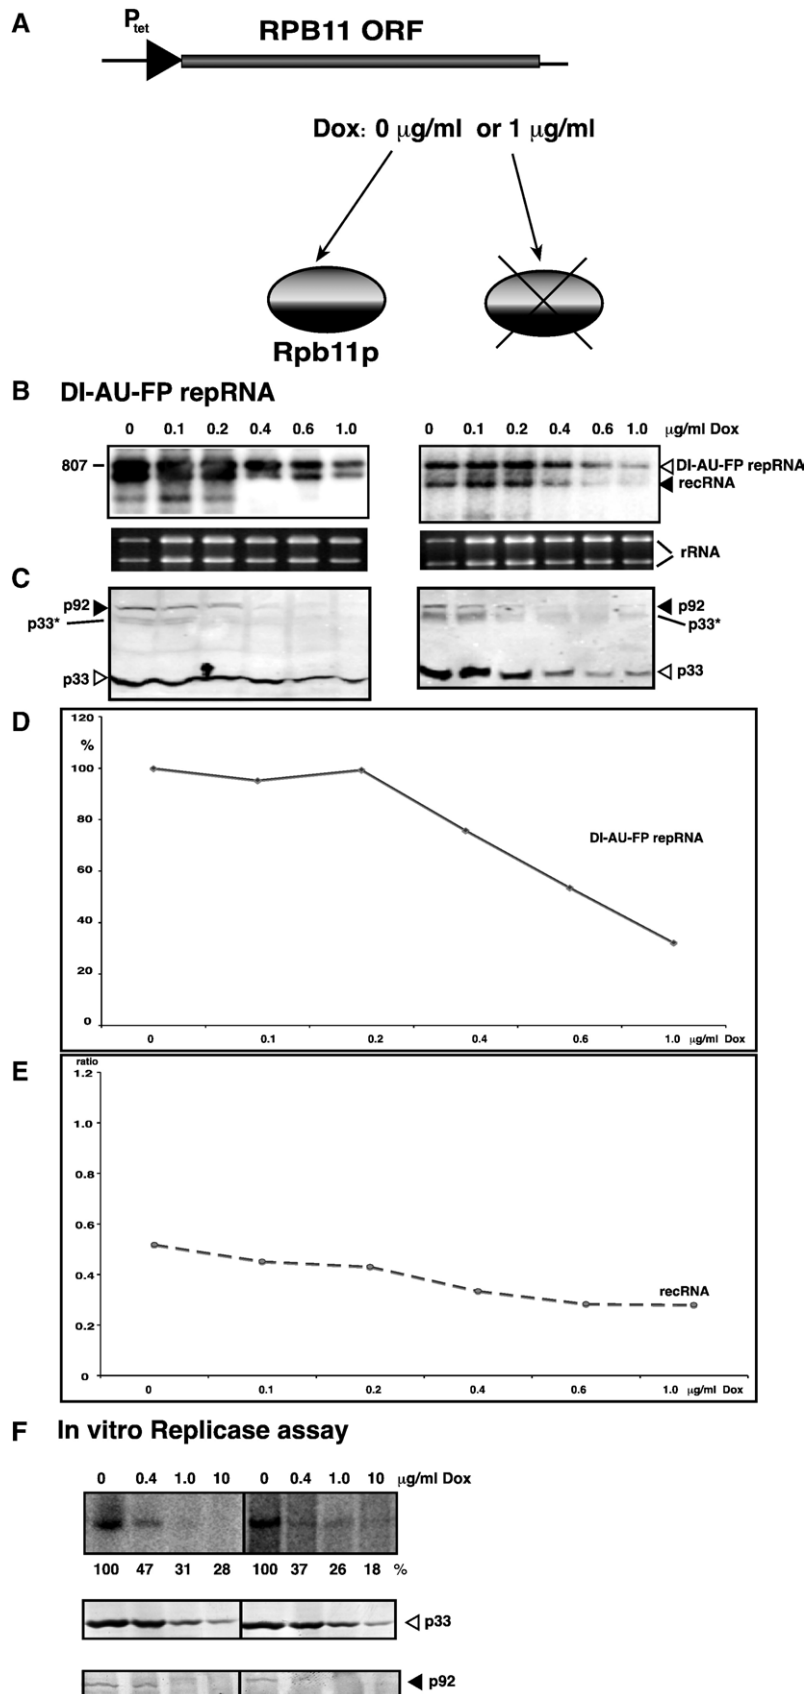 A
Ptet
RPB11 ORF
Dox: 0 µg/ml or 1 µg/ml
Rpb11p
B DI-AU-FP repRNA
0 0.1 0.2 0.4 0.6 1.0 0 0.1 0.2 0.4 0.6 1.0 µg/ml Dox
807
DI-AU-FP repRNA
recRNA
rRNA
C
p92 p92
p33* p33*
p33 p33
D
120
%
100
80
DI-AU-FP repRNA
60
40
20
0
0 0.1 0.2 0.4 0.6 1.0 µg/ml Dox
E
ratio
1.2
1.0
0.8
0.6
0.4
recRNA
0.2
0
0 0.1 0.2 0.4 0.6 1.0 µg/ml Dox
F In vitro Replicase assay
0 0.4 1.0 10 0 0.4 1.0 10 µg/ml Dox
100 47 31 28 100 37 26 18 %
p33
p92